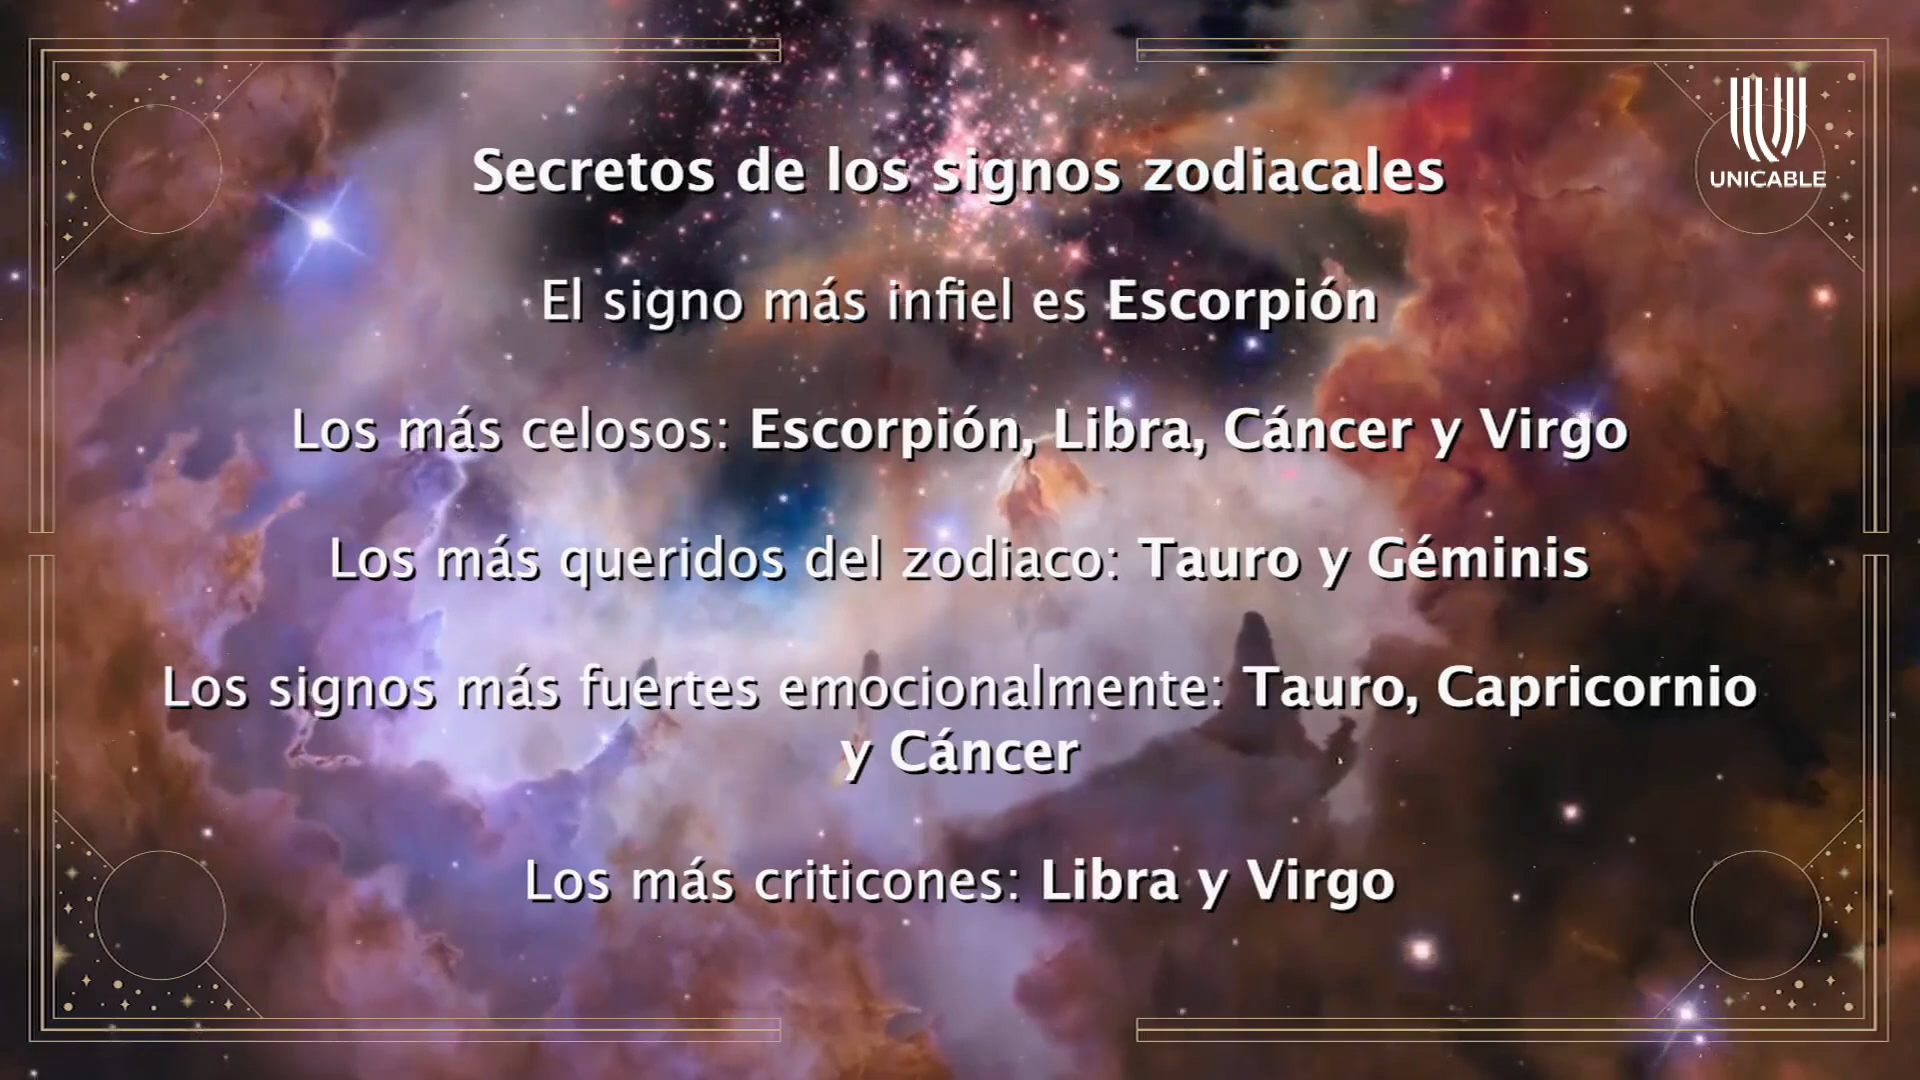 UNICABLE
Secretos de los signos zodiacales
El signo más infiel es Escorpión
Los más celosos: Escorpión, Libra, Cáncer y Virgo
Los más queridos del zodiaco: Tauro y Géminis
Los signos más fuertes emocionalmente: Tauro, Capricornio
y Cáncer
Los más criticones: Libra y Virgo